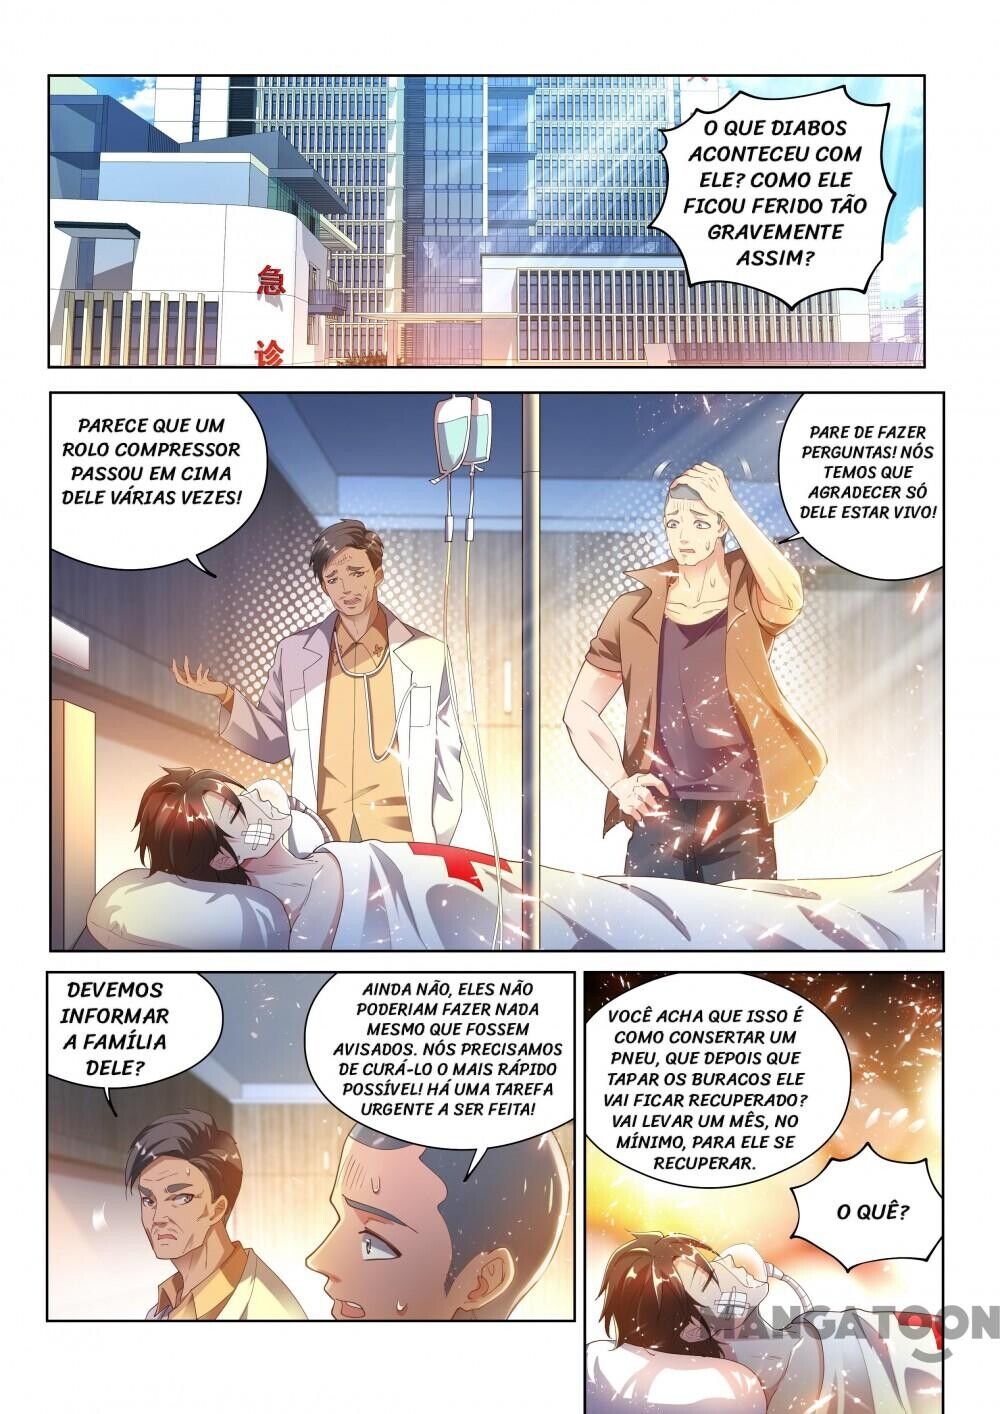 O QUE DIABOS
ACONTECEU COM
ELE? COMO ELE
FICOU FERIDO TÃO
GRAVEMENTE
ASSIM?
急
诊
PARECE QUE UM
ROLO COMPRESSOR
PASSOU EM CIMA
DELE VÁRIAS VEZES!
PARE DE FAZER
PERGUNTAS! NÓS
TEMOS QUE
AGRADECER SÓ
DELE ESTAR VIVO!
DEVEMOS
INFORMAR
A FAMÍLIA
DELE?
AINDA NÃO, ELES NÃO
PODERIAM FAZER NADA
MESMO QUE FOSSEM
AVISADOS. NÓS PRECISAMOS
DE CURÁ-LO O MAIS RÁPIDO
POSSÍVEL! HÁ UMA TAREFA
URGENTE A SER FEITA!
VOCÊ ACHA QUE ISSO É
COMO CONSERTAR UM
PNEU, QUE DEPOIS QUE
TAPAR OS BURACOS ELE
VAI FICAR RECUPERADO?
VAI LEVAR UM MÊS, NO
MÍNIMO, PARA ELE SE
RECUPERAR.
O QUÊ?
MANGATOON